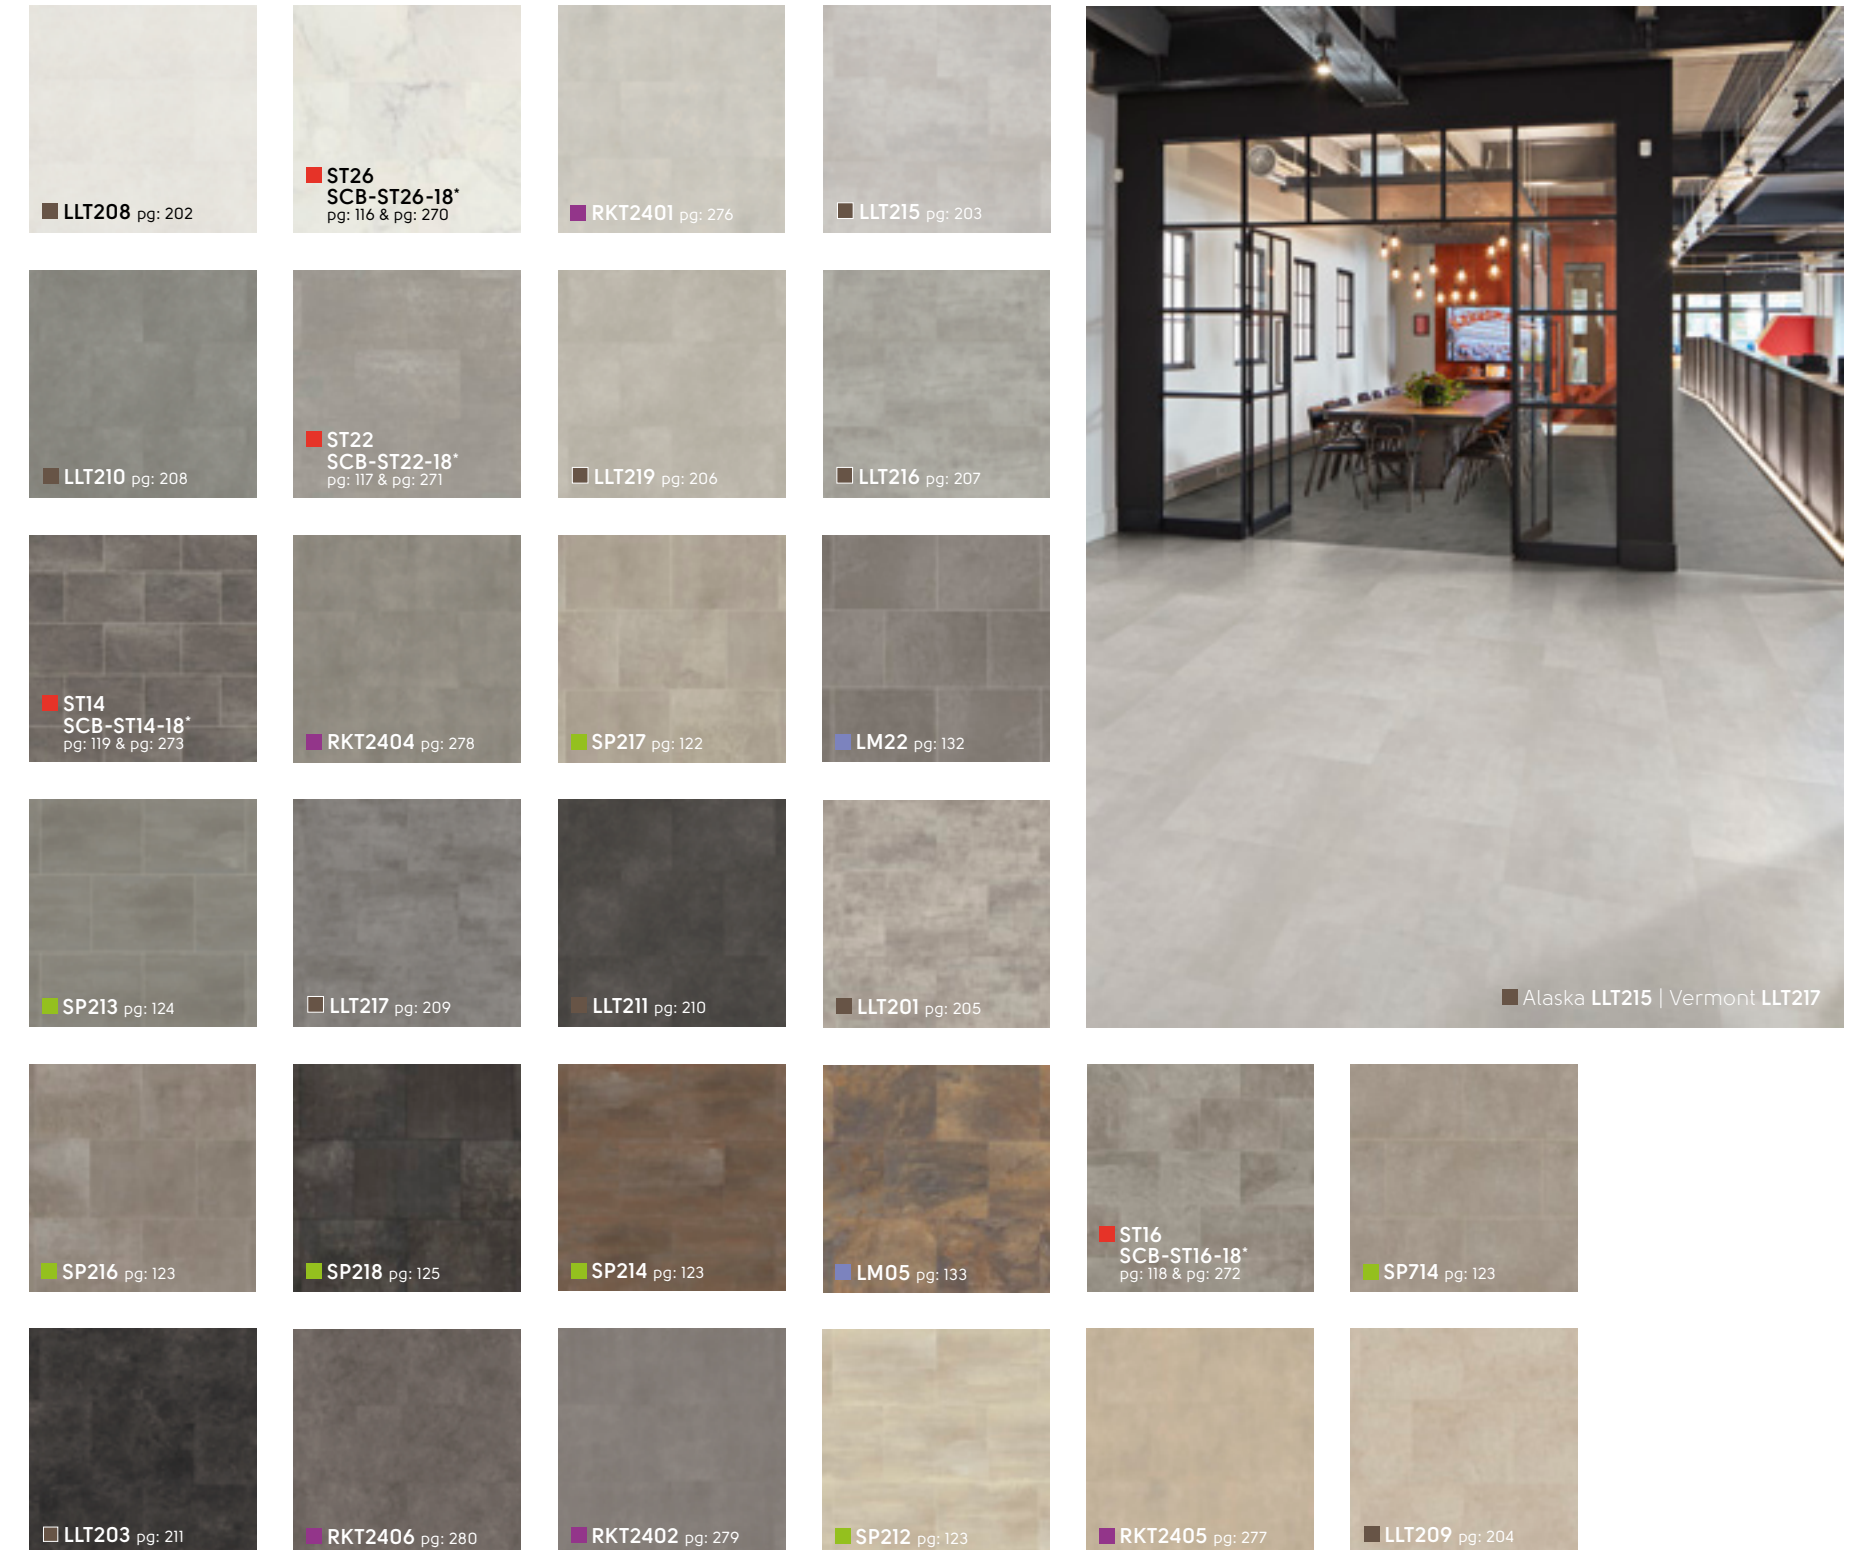 LLT208 pg: 202
ST26
SCB-ST26-18*
pg: 116 & pg: 270
RKT2401 pg: 276
LLT215 pg: 203
LLT210 pg: 208
ST22
SCB-ST22-18*
pg: 117 & pg: 271
LLT219 pg: 206
LLT216 pg: 207
ST14
SCB-ST14-18*
pg: 119 & pg: 273
RKT2404 pg: 278
SP217 pg: 122
LM22 pg: 132
SP213 pg: 124
LLT217 pg: 209
LLT211 pg: 210
LLT201 pg: 205
Alaska LLT215 | Vermont LLT217
SP216 pg: 123
SP218 pg: 125
SP214 pg: 123
LM05 pg: 133
ST16
SCB-ST16-18*
pg: 118 & pg: 272
SP714 pg: 123
LLT203 pg: 211
RKT2406 pg: 280
RKT2402 pg: 279
SP212 pg: 123
RKT2405 pg: 277
LLT209 pg: 204